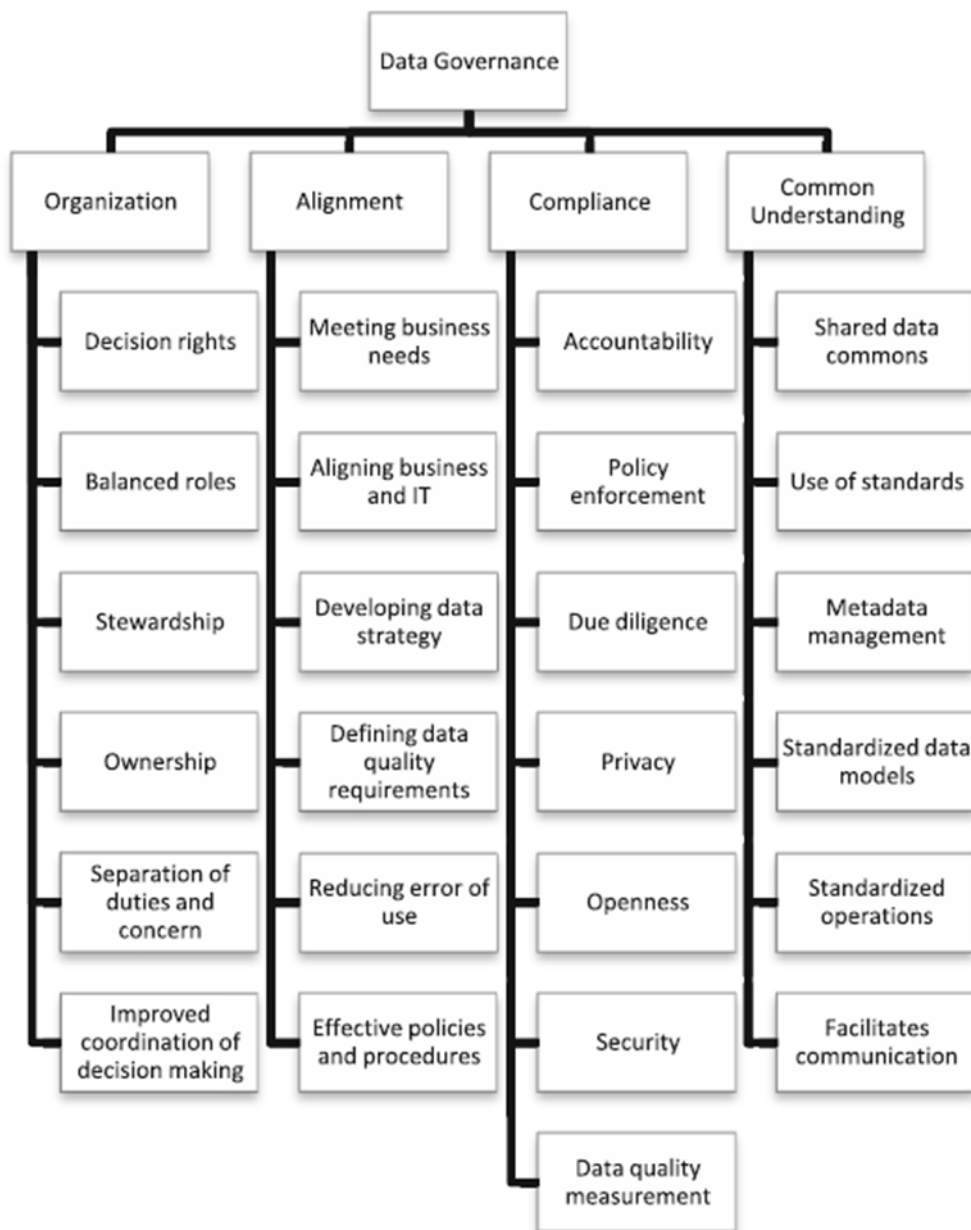 Data Governance
Organization
Alignment
Compliance
Common
Understanding
Decision rights
Meeting business
needs
Accountability
Shared data
commons
Balanced roles
Aligning business
and IT
Policy
enforcement
Use of standards
Stewardship
Developing data
strategy
Due diligence
Metadata
management
Ownership
Defining data
quality
requirements
Privacy
Standardized data
models
Separation of
duties and
concern
Reducing error of
use
Openness
Standardized
operations
Improved
coordination of
decision making
Effective policies
and procedures
Security
Facilitates
communication
Data quality
measurement